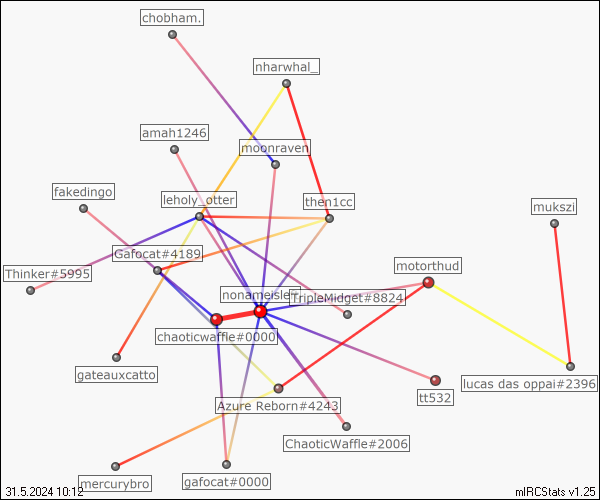 chobham.
nharwhal_
amah1246
moonraven
fakedingo
leholy_otter
then1cc
mukszi
Gafocat#4189
Thinker#5995
motorthud
TripleMidget#8824
chaoticwaffle#0000
gateauxcatto
lucas das oppai#2396
tt532
Azure Reborn#4243
ChaoticWaffle#2006
mercurybro
gafocat#0000
31.5.2024 10:12
mIRCStats v1.25